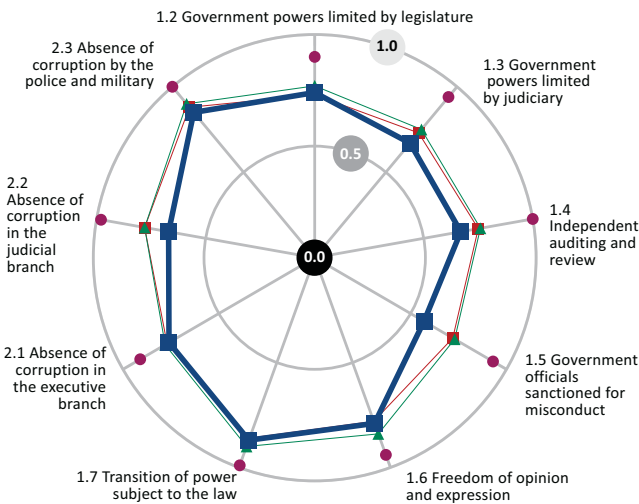 1.2 Government powers limited by legislature
2.3 Absence of
corruption by the
police and military
1.0
1.3 Government
powers limited
by judiciary
0.5
2.2
Absence of
corruption
in the
judicial
branch
1.4
Independent
auditing and
review
0.0
2.1 Absence of
corruption in
the executive
branch
1.5 Government
officials
sanctioned for
misconduct
1.7 Transition of power
subject to the law
1.6 Freedom of opinion
and expression